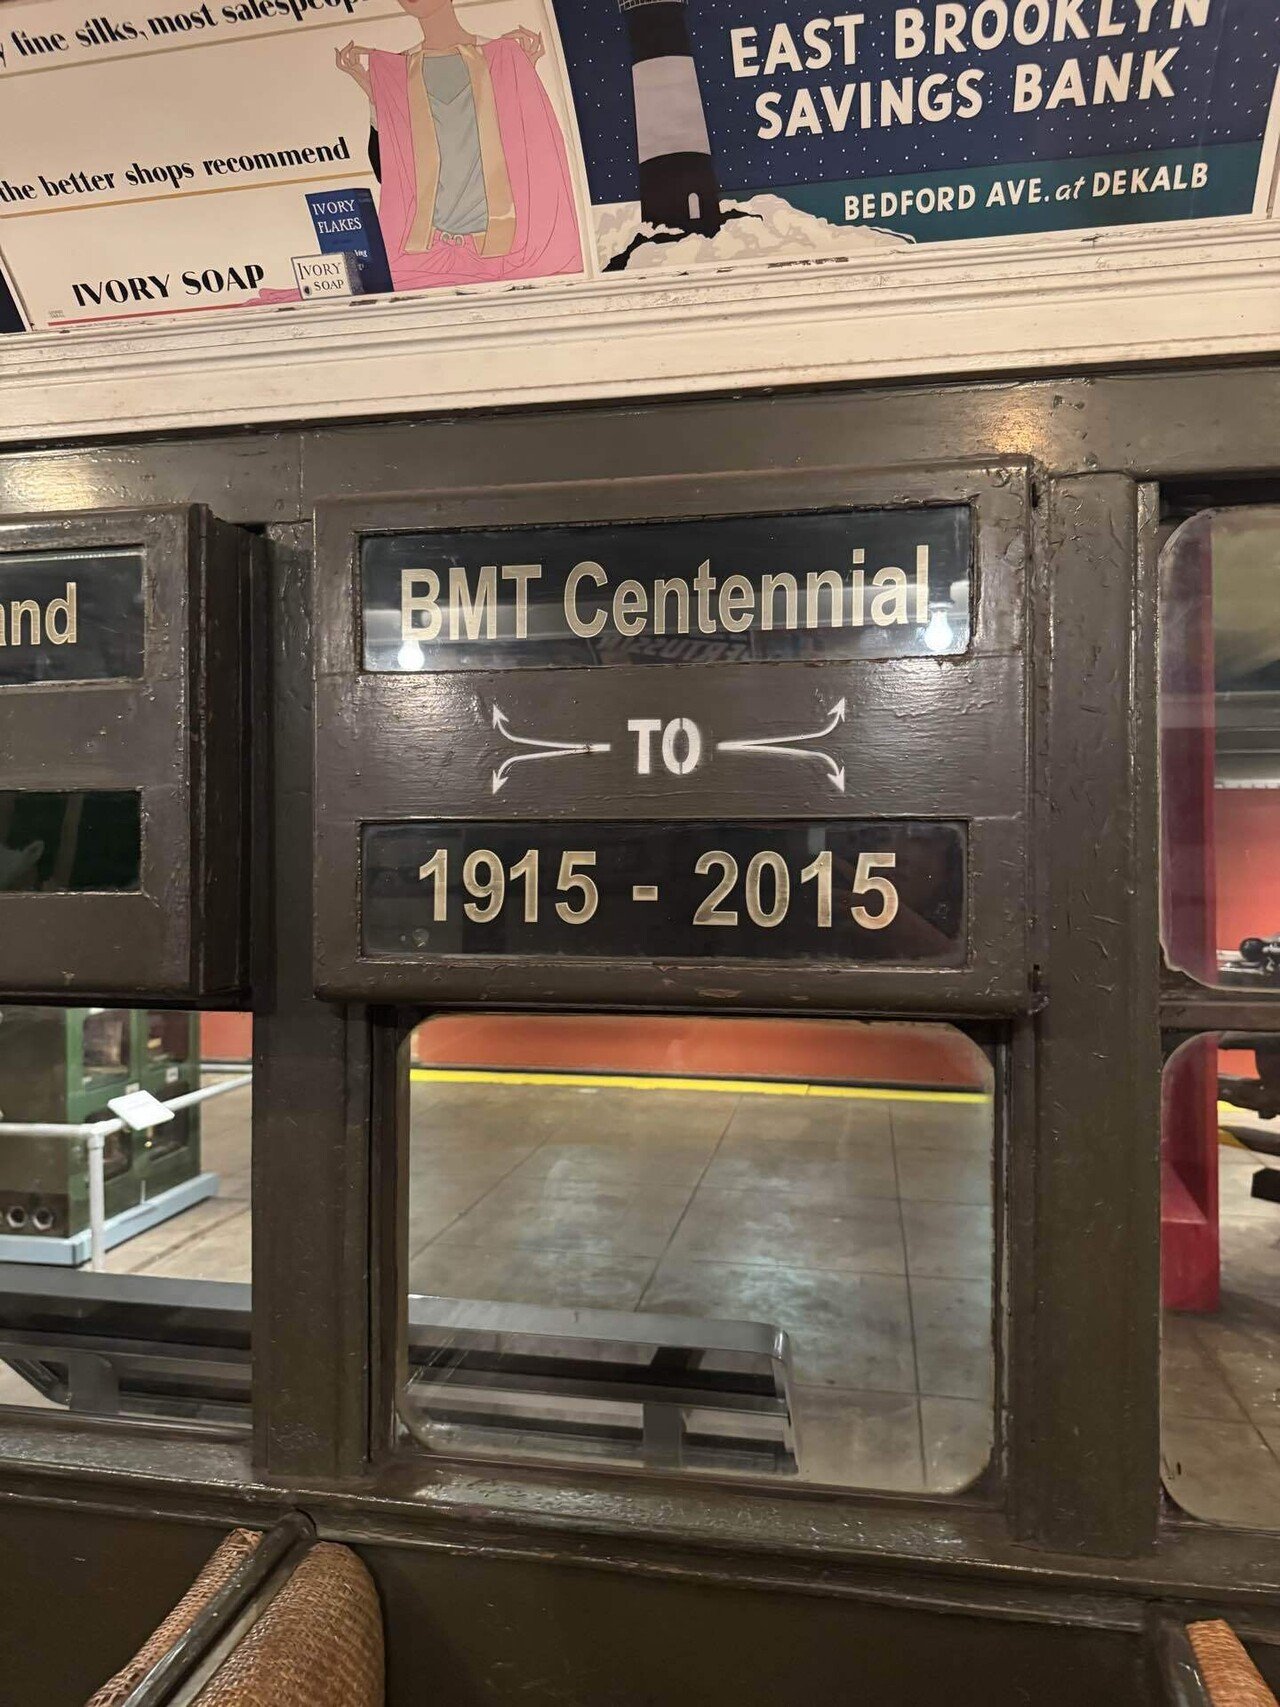 fine silks, most salespeop
the better shops recommend
IVORY
FLAKES
IVORY SOAP
IVORY
SOAP
EAST BROOKLYN
SAVINGS BANK
BEDFORD AVE. at DEKALB
and
BMT Centennial
TO
1915 - 2015